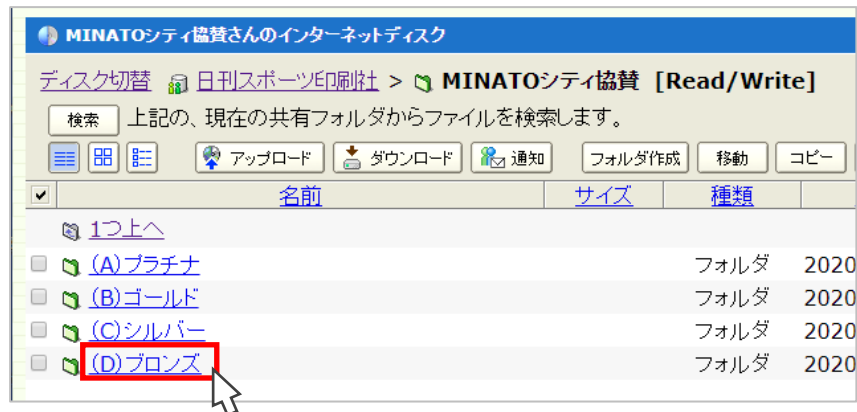 MINATOシティ協賛さんのインターネットディスク
ディスク切替 日刊スポーツ印刷社 > MINATOシティ協賛 [Read/Write]
検索 上記の、現在の共有フォルダからファイルを検索します。
アップロード ダウンロード 通知 フォルダ作成 移動 コピー
名前 サイズ 種類
1つ上へ
(A)プラチナ フォルダ 2020
(B)ゴールド フォルダ 2020
(C)シルバー フォルダ 2020
(D)ブロンズ フォルダ 2020